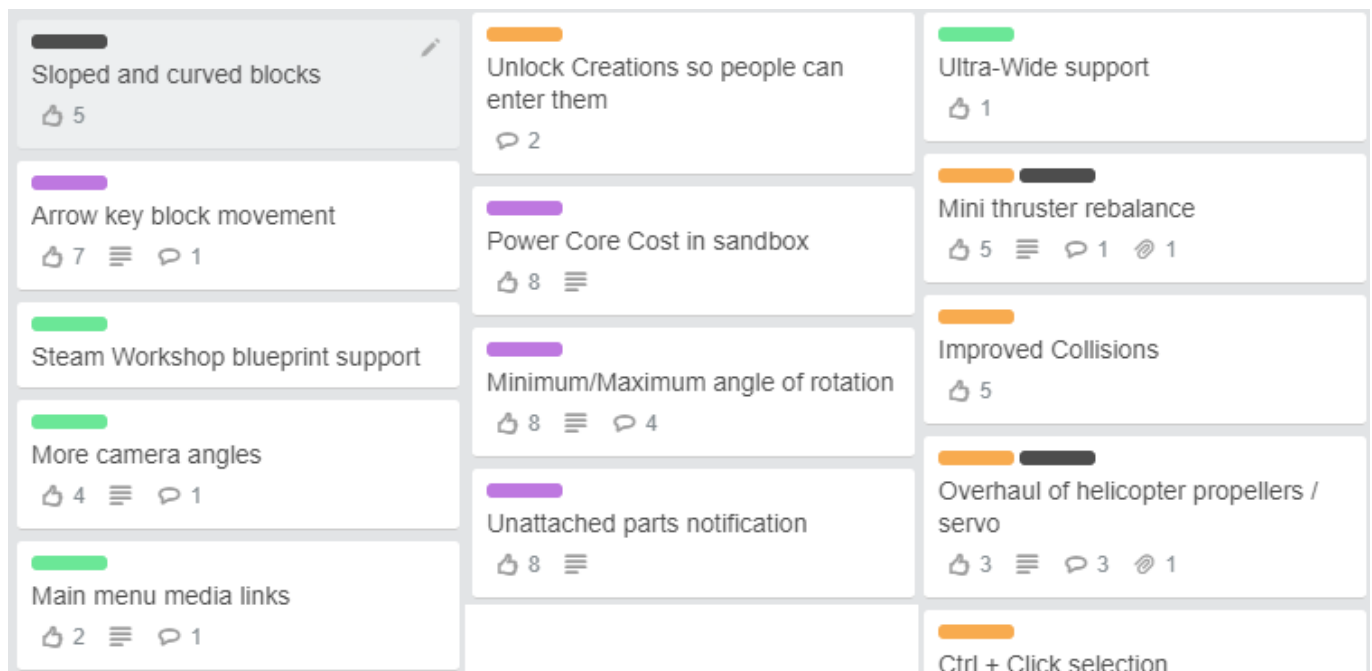 Sloped and curved blocks
5
Arrow key block movement
7 1
Steam Workshop blueprint support
More camera angles
4 1
Main menu media links
2 1
Unlock Creations so people can
enter them
2
Power Core Cost in sandbox
8
Minimum/Maximum angle of rotation
8 4
Unattached parts notification
8
Ultra-Wide support
1
Mini thruster rebalance
5 1 1
Improved Collisions
5
Overhaul of helicopter propellers /
servo
3 3 1
Ctrl + Click selection